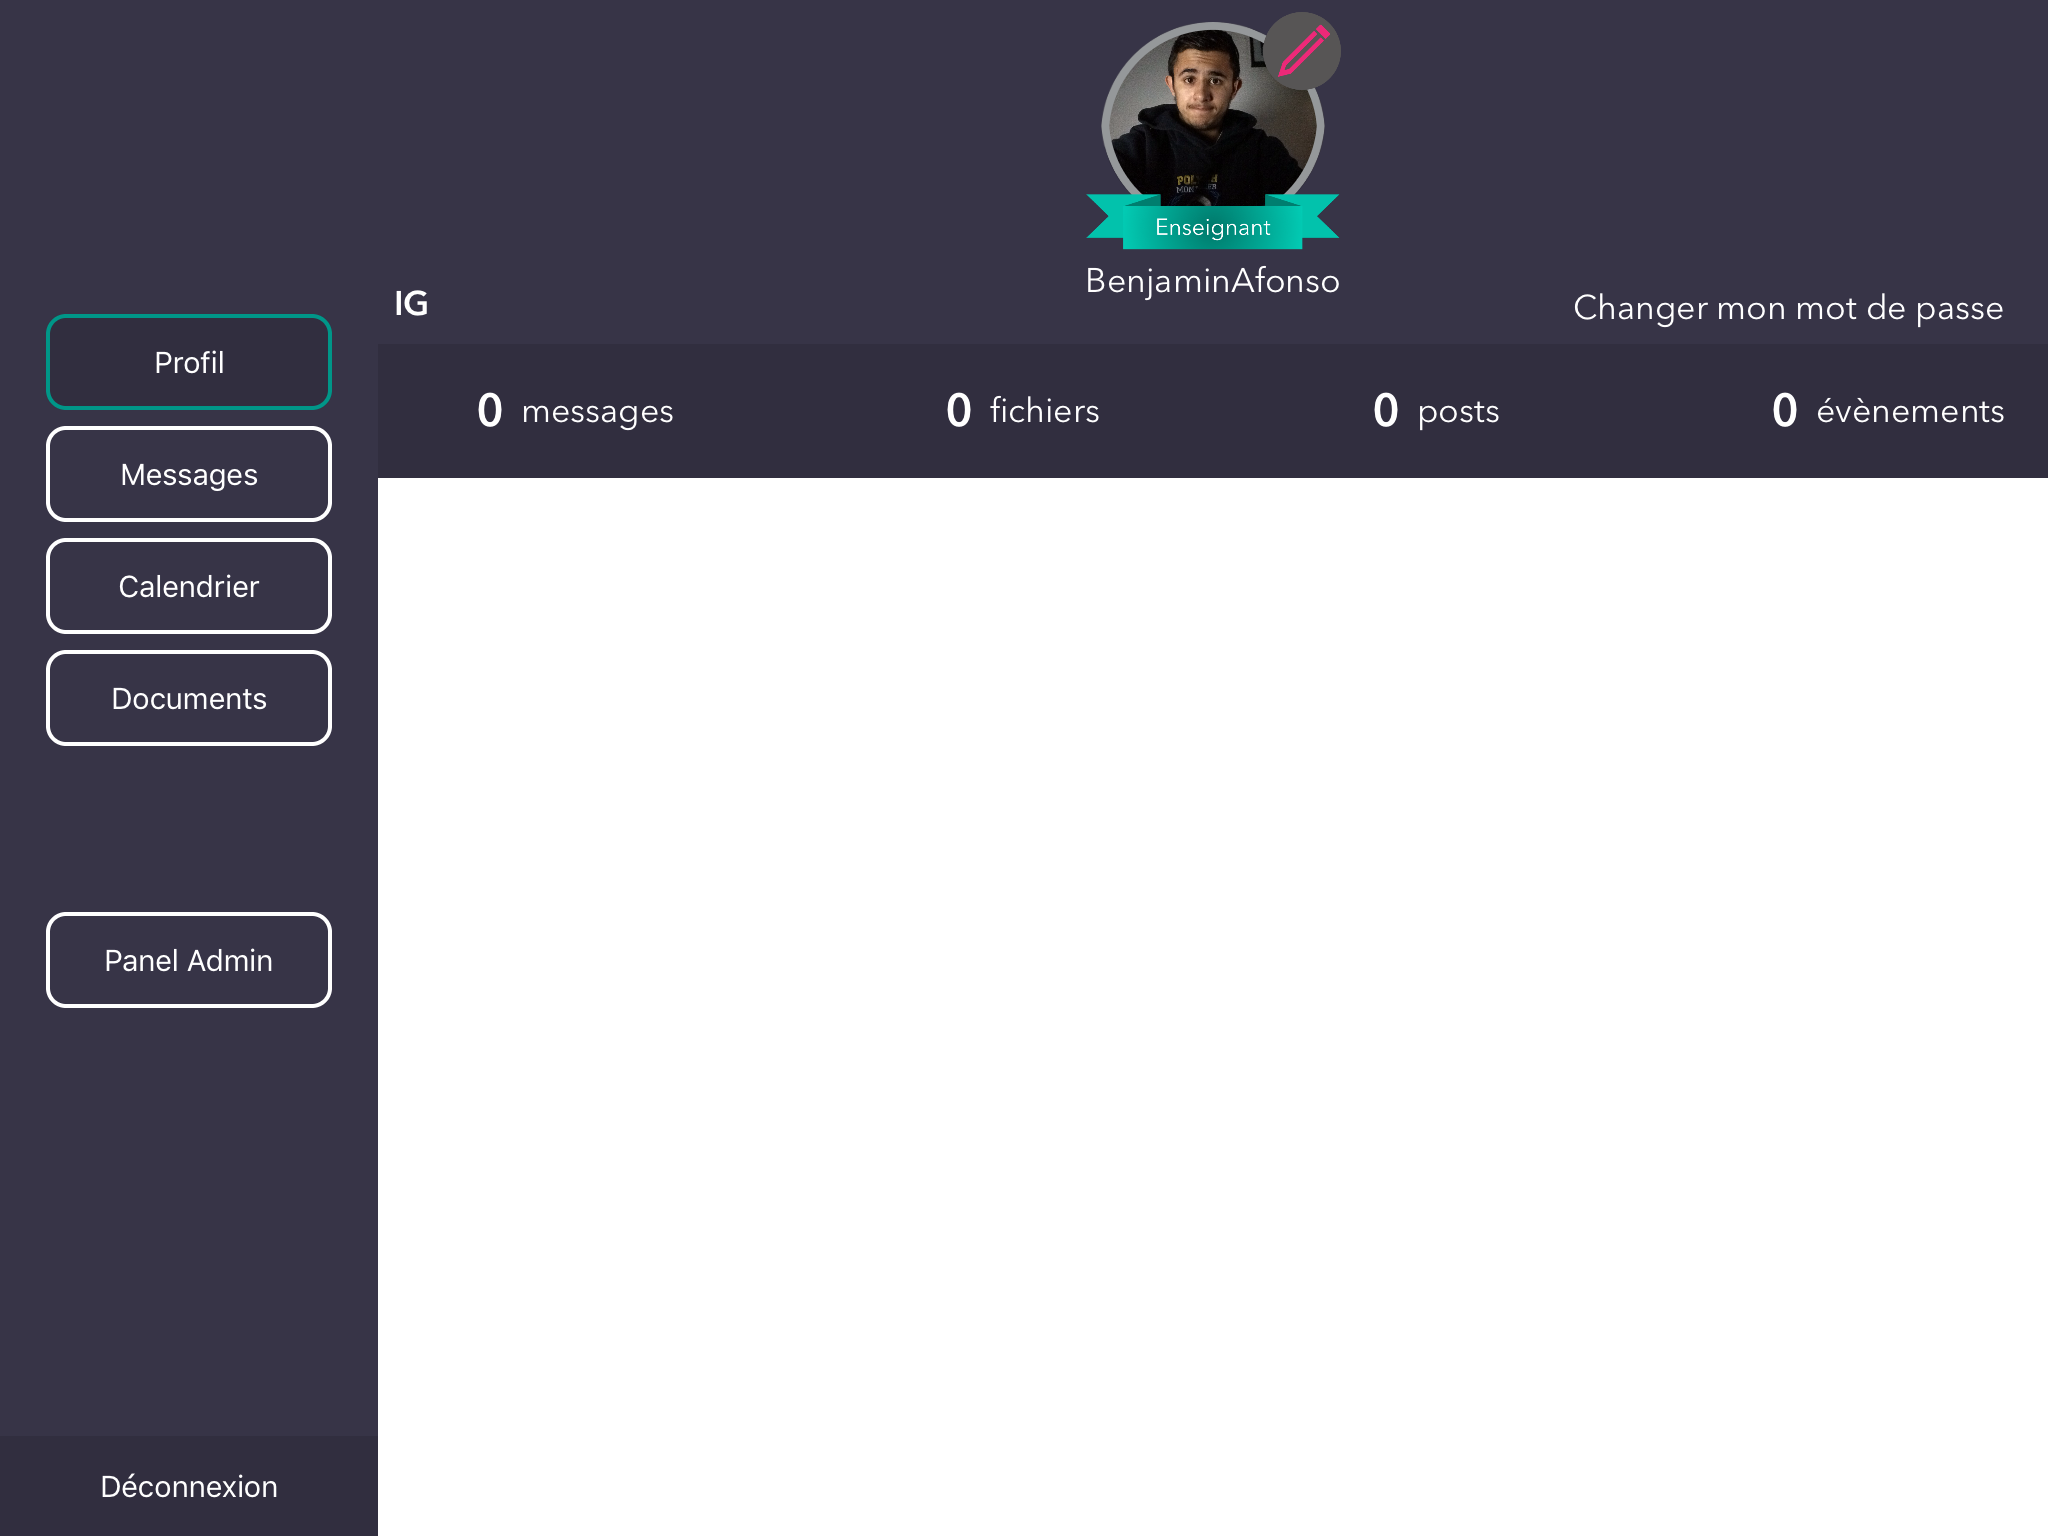 Enseignant
BenjaminAfonso
IG
Changer mon mot de passe
0 messages
0 fichiers
0 posts
0 évènements
Profil
Messages
Calendrier
Documents
Panel Admin
Déconnexion